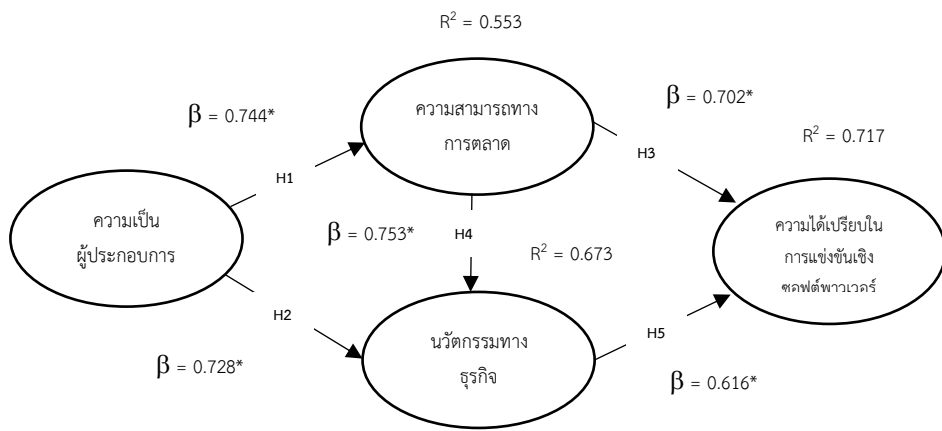 R² = 0.553
β = 0.744*
ความสามารถทาง
การตลาด
β = 0.702*
R² = 0.717
H1
H3
ความเป็น
ผู้ประกอบการ
β = 0.753*
H4
R² = 0.673
ความได้เปรียบใน
การแข่งขันเชิง
ซอฟต์พาวเวอร์
H2
นวัตกรรมทาง
ธุรกิจ
H5
β = 0.728*
β = 0.616*